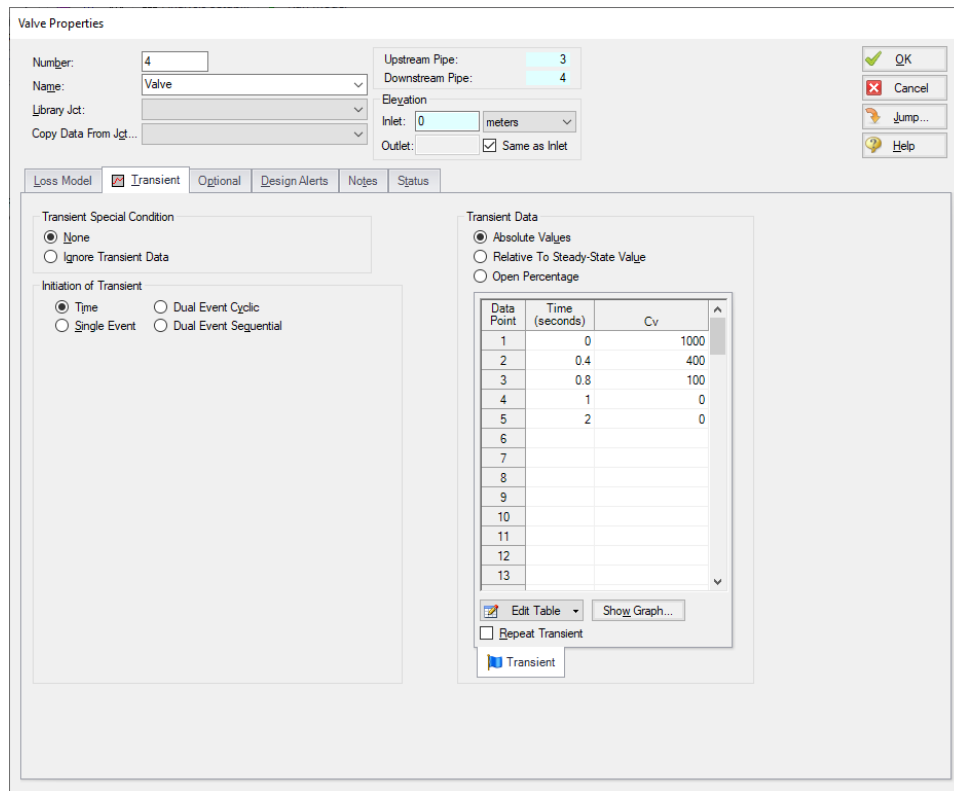 Valve Properties
Number: 4
Name: Valve
Library Jct:
Copy Data From Jct...
Upstream Pipe: 3
Downstream Pipe: 4
Elevation
Inlet: 0 meters
Outlet: Same as Inlet
OK
Cancel
Jump...
Help
Loss Model Transient Optional Design Alerts Notes Status
Transient Special Condition
None
Ignore Transient Data
Initiation of Transient
Time Dual Event Cyclic
Single Event Dual Event Sequential
Transient Data
Absolute Values
Relative To Steady-State Value
Open Percentage
Data Point Time (seconds) Cv
1 0 1000
2 0.4 400
3 0.8 100
4 1 0
5 2 0
6
7
8
9
10
11
12
13
Edit Table Show Graph...
Repeat Transient
Transient